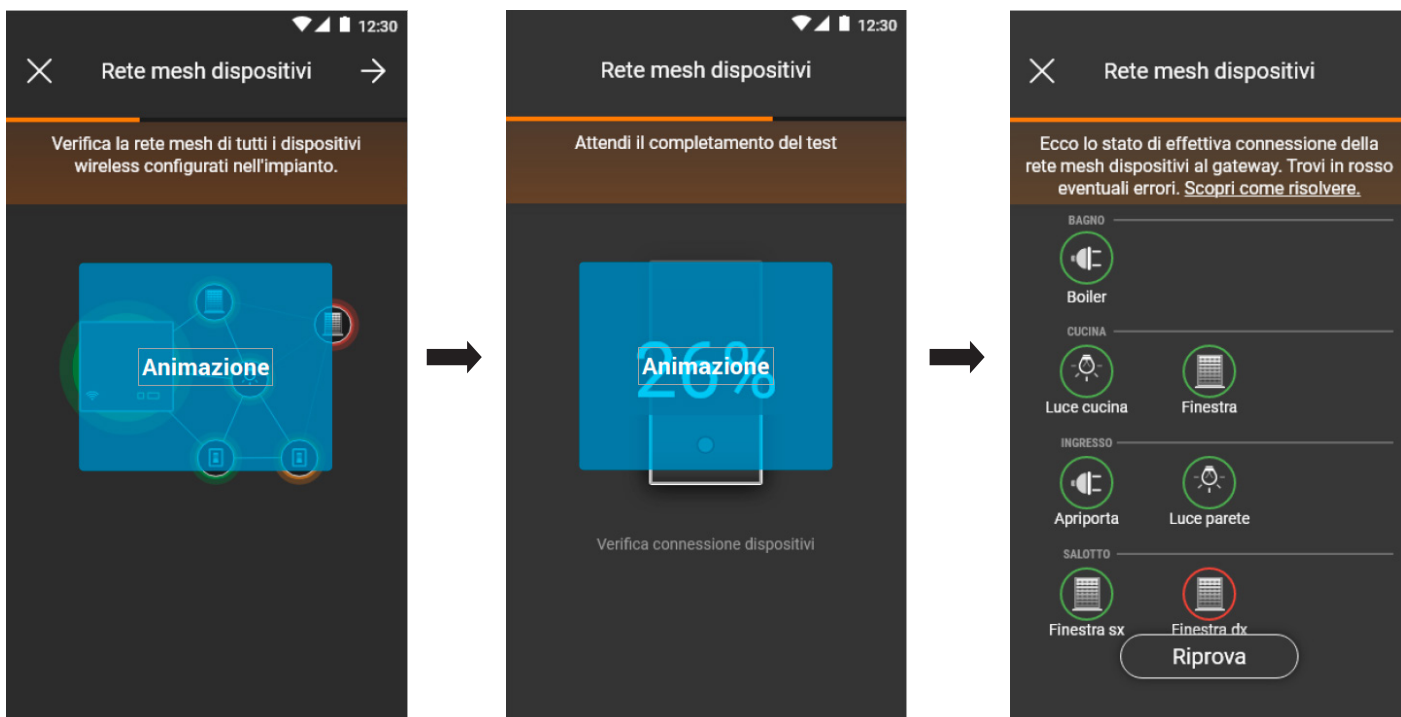 12:30
Rete mesh dispositivi
Verifica la rete mesh di tutti i dispositivi
wireless configurati nell'impianto.
Animazione
12:30
Rete mesh dispositivi
Attendi il completamento del test
26%
Animazione
Verifica connessione dispositivi
Rete mesh dispositivi
Ecco lo stato di effettiva connessione della
rete mesh dispositivi al gateway. Trovi in rosso
eventuali errori. Scopri come risolvere.
BAGNO
Boiler
CUCINA
Luce cucina Finestra
INGRESSO
Apriporta Luce parete
SALOTTO
Finestra sx Finestra dx
Riprova